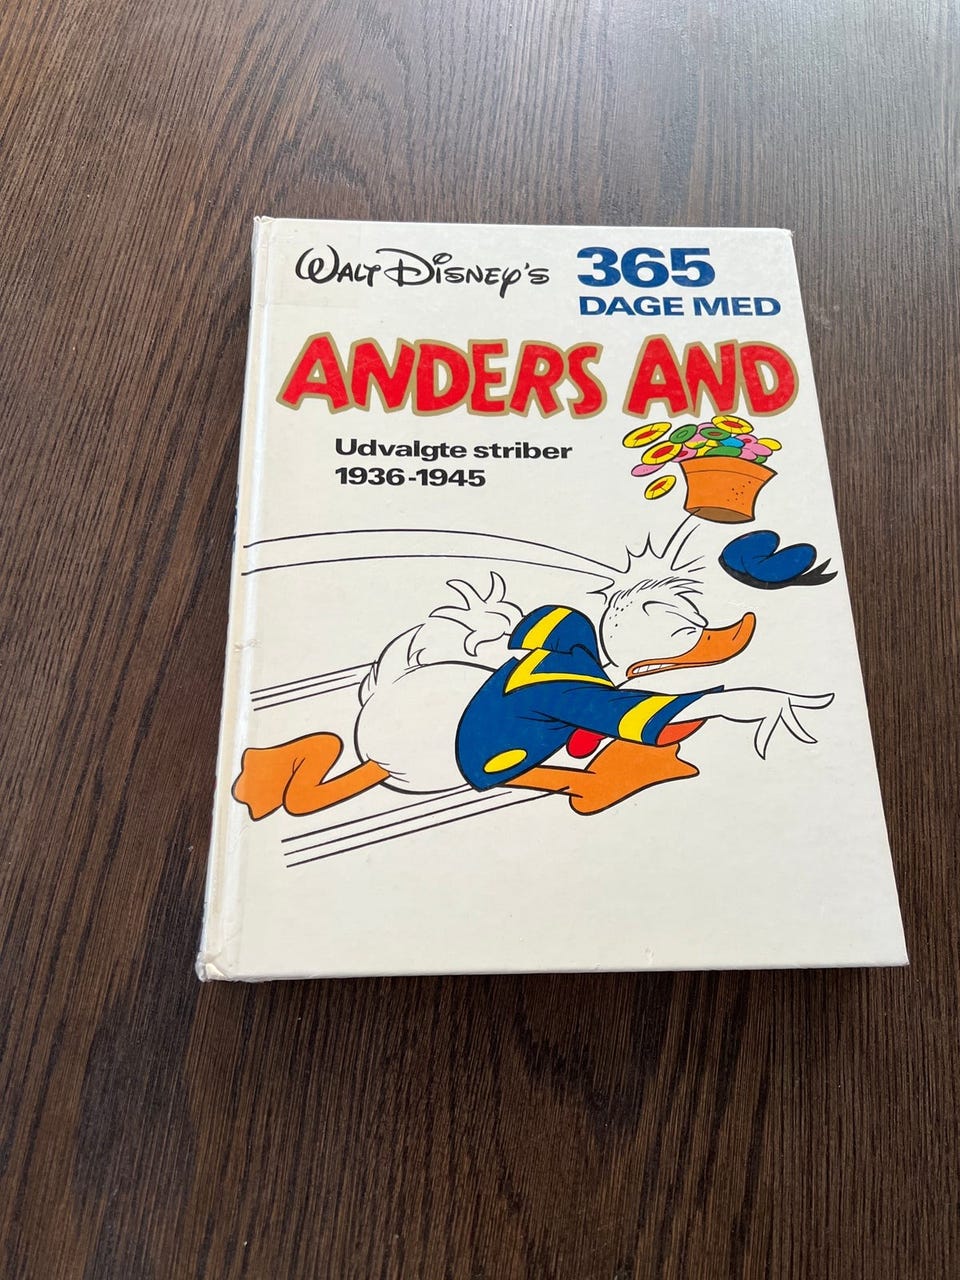 WALT DISNEY'S
365
DAGE MED
ANDERS AND
Udvalgte striber
1936-1945